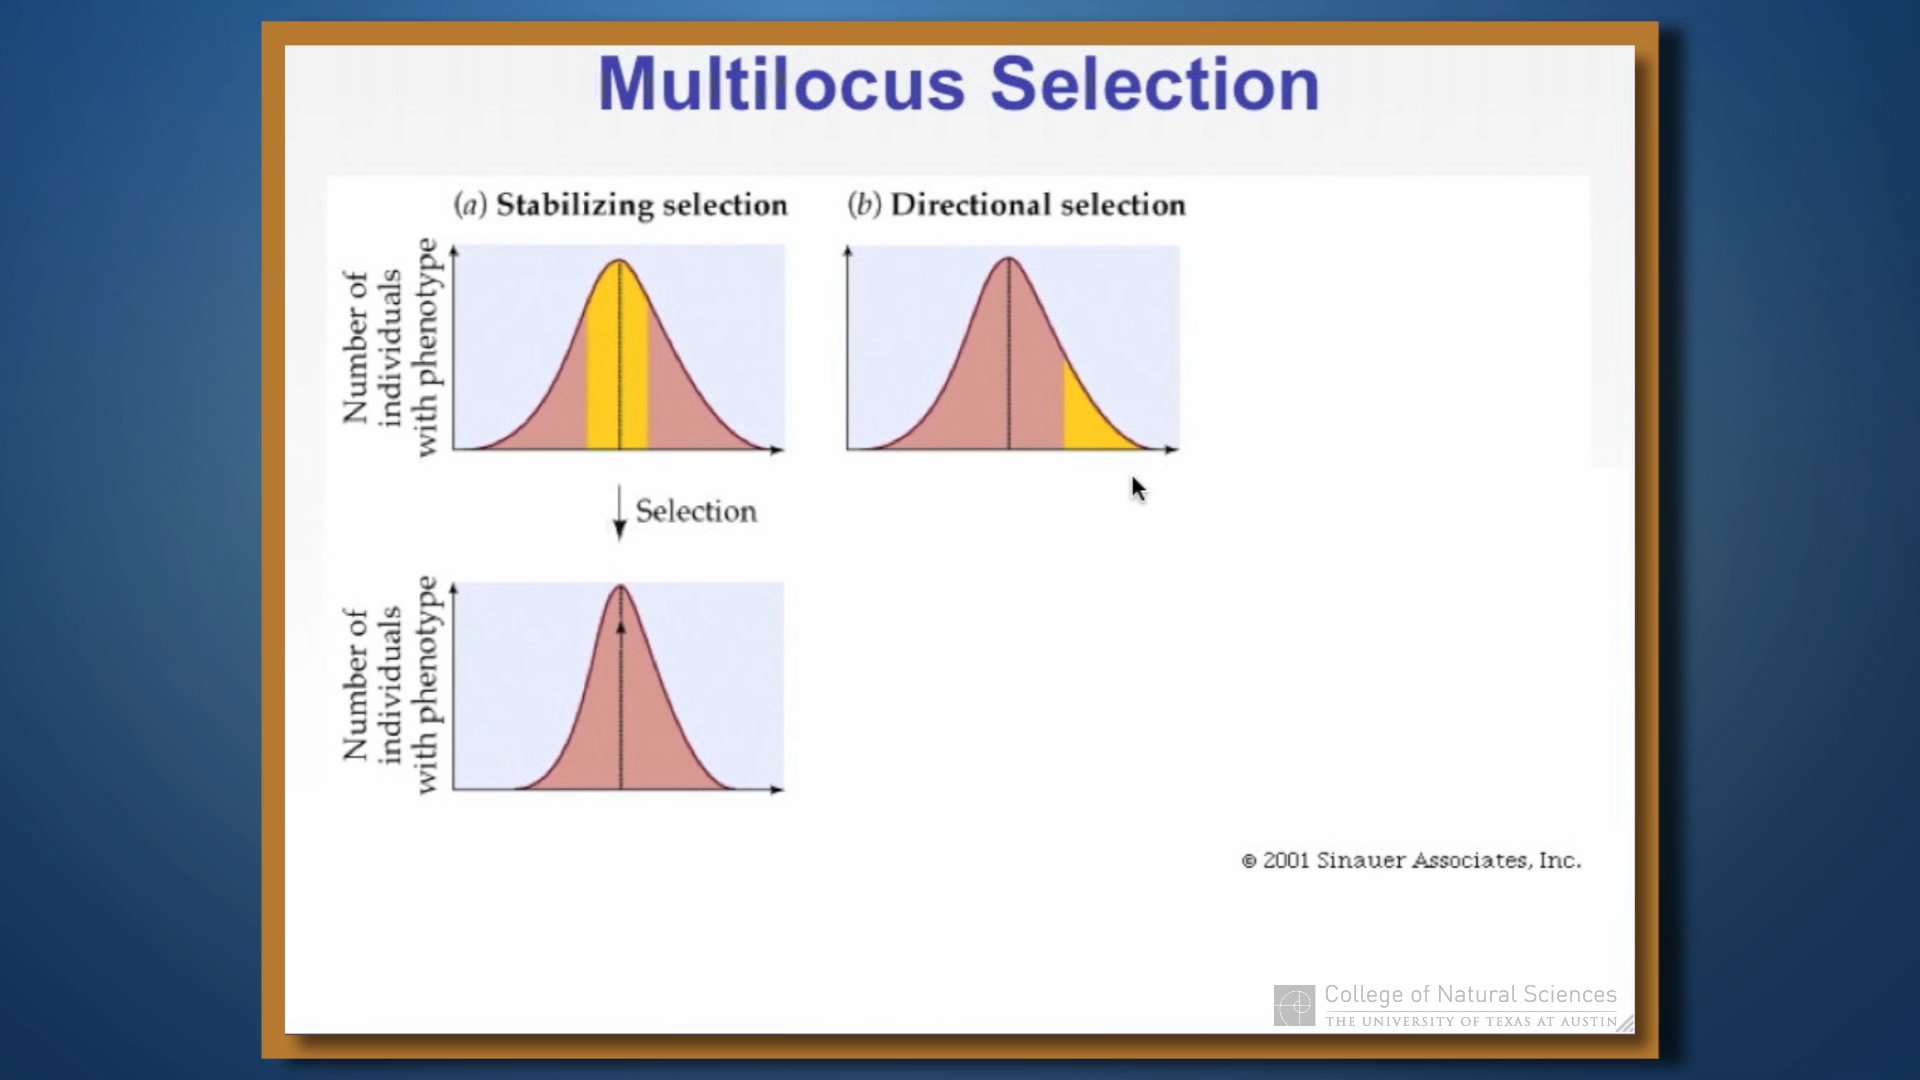 Multilocus Selection
(a) Stabilizing selection
(b) Directional selection
Number of
individuals
with phenotype
Selection
Number of
individuals
with phenotype
© 2001 Sinauer Associates, Inc.
College of Natural Sciences
THE UNIVERSITY OF TEXAS AT AUSTIN